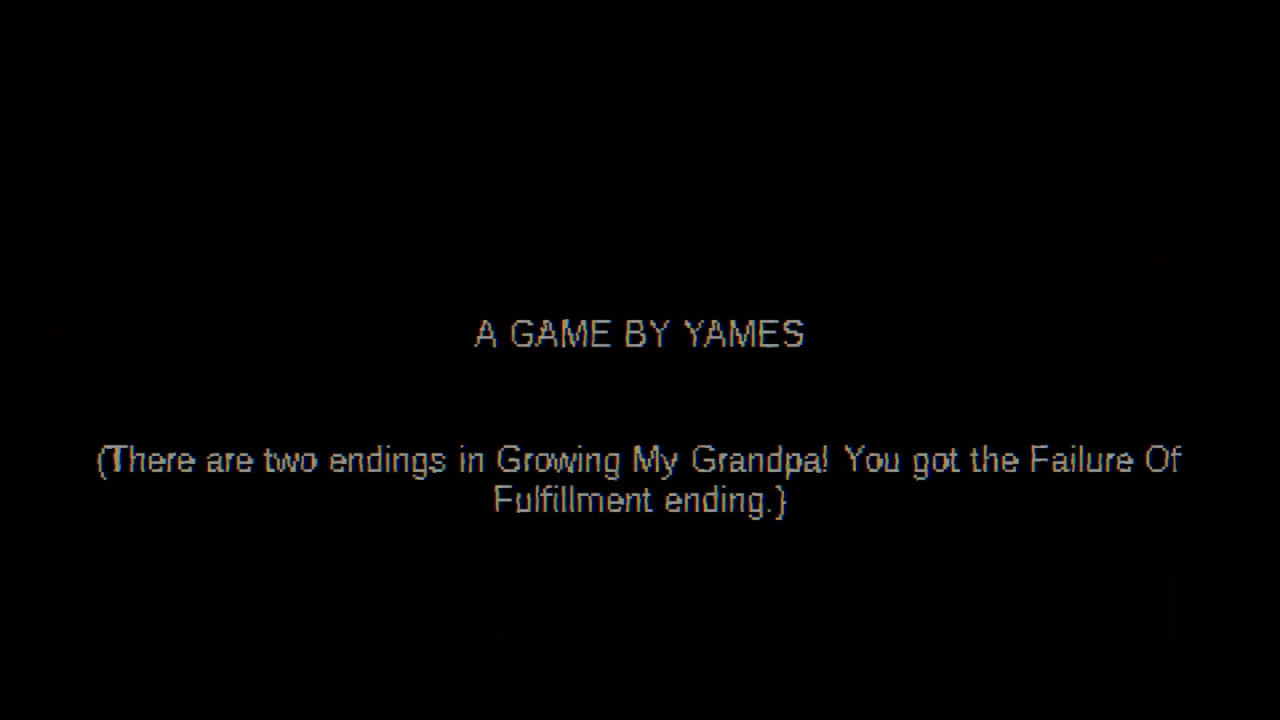 A GAME BY YAMES
(There are two endings in Growing My Grandpa! You got the Failure Of
Fulfillment ending.}